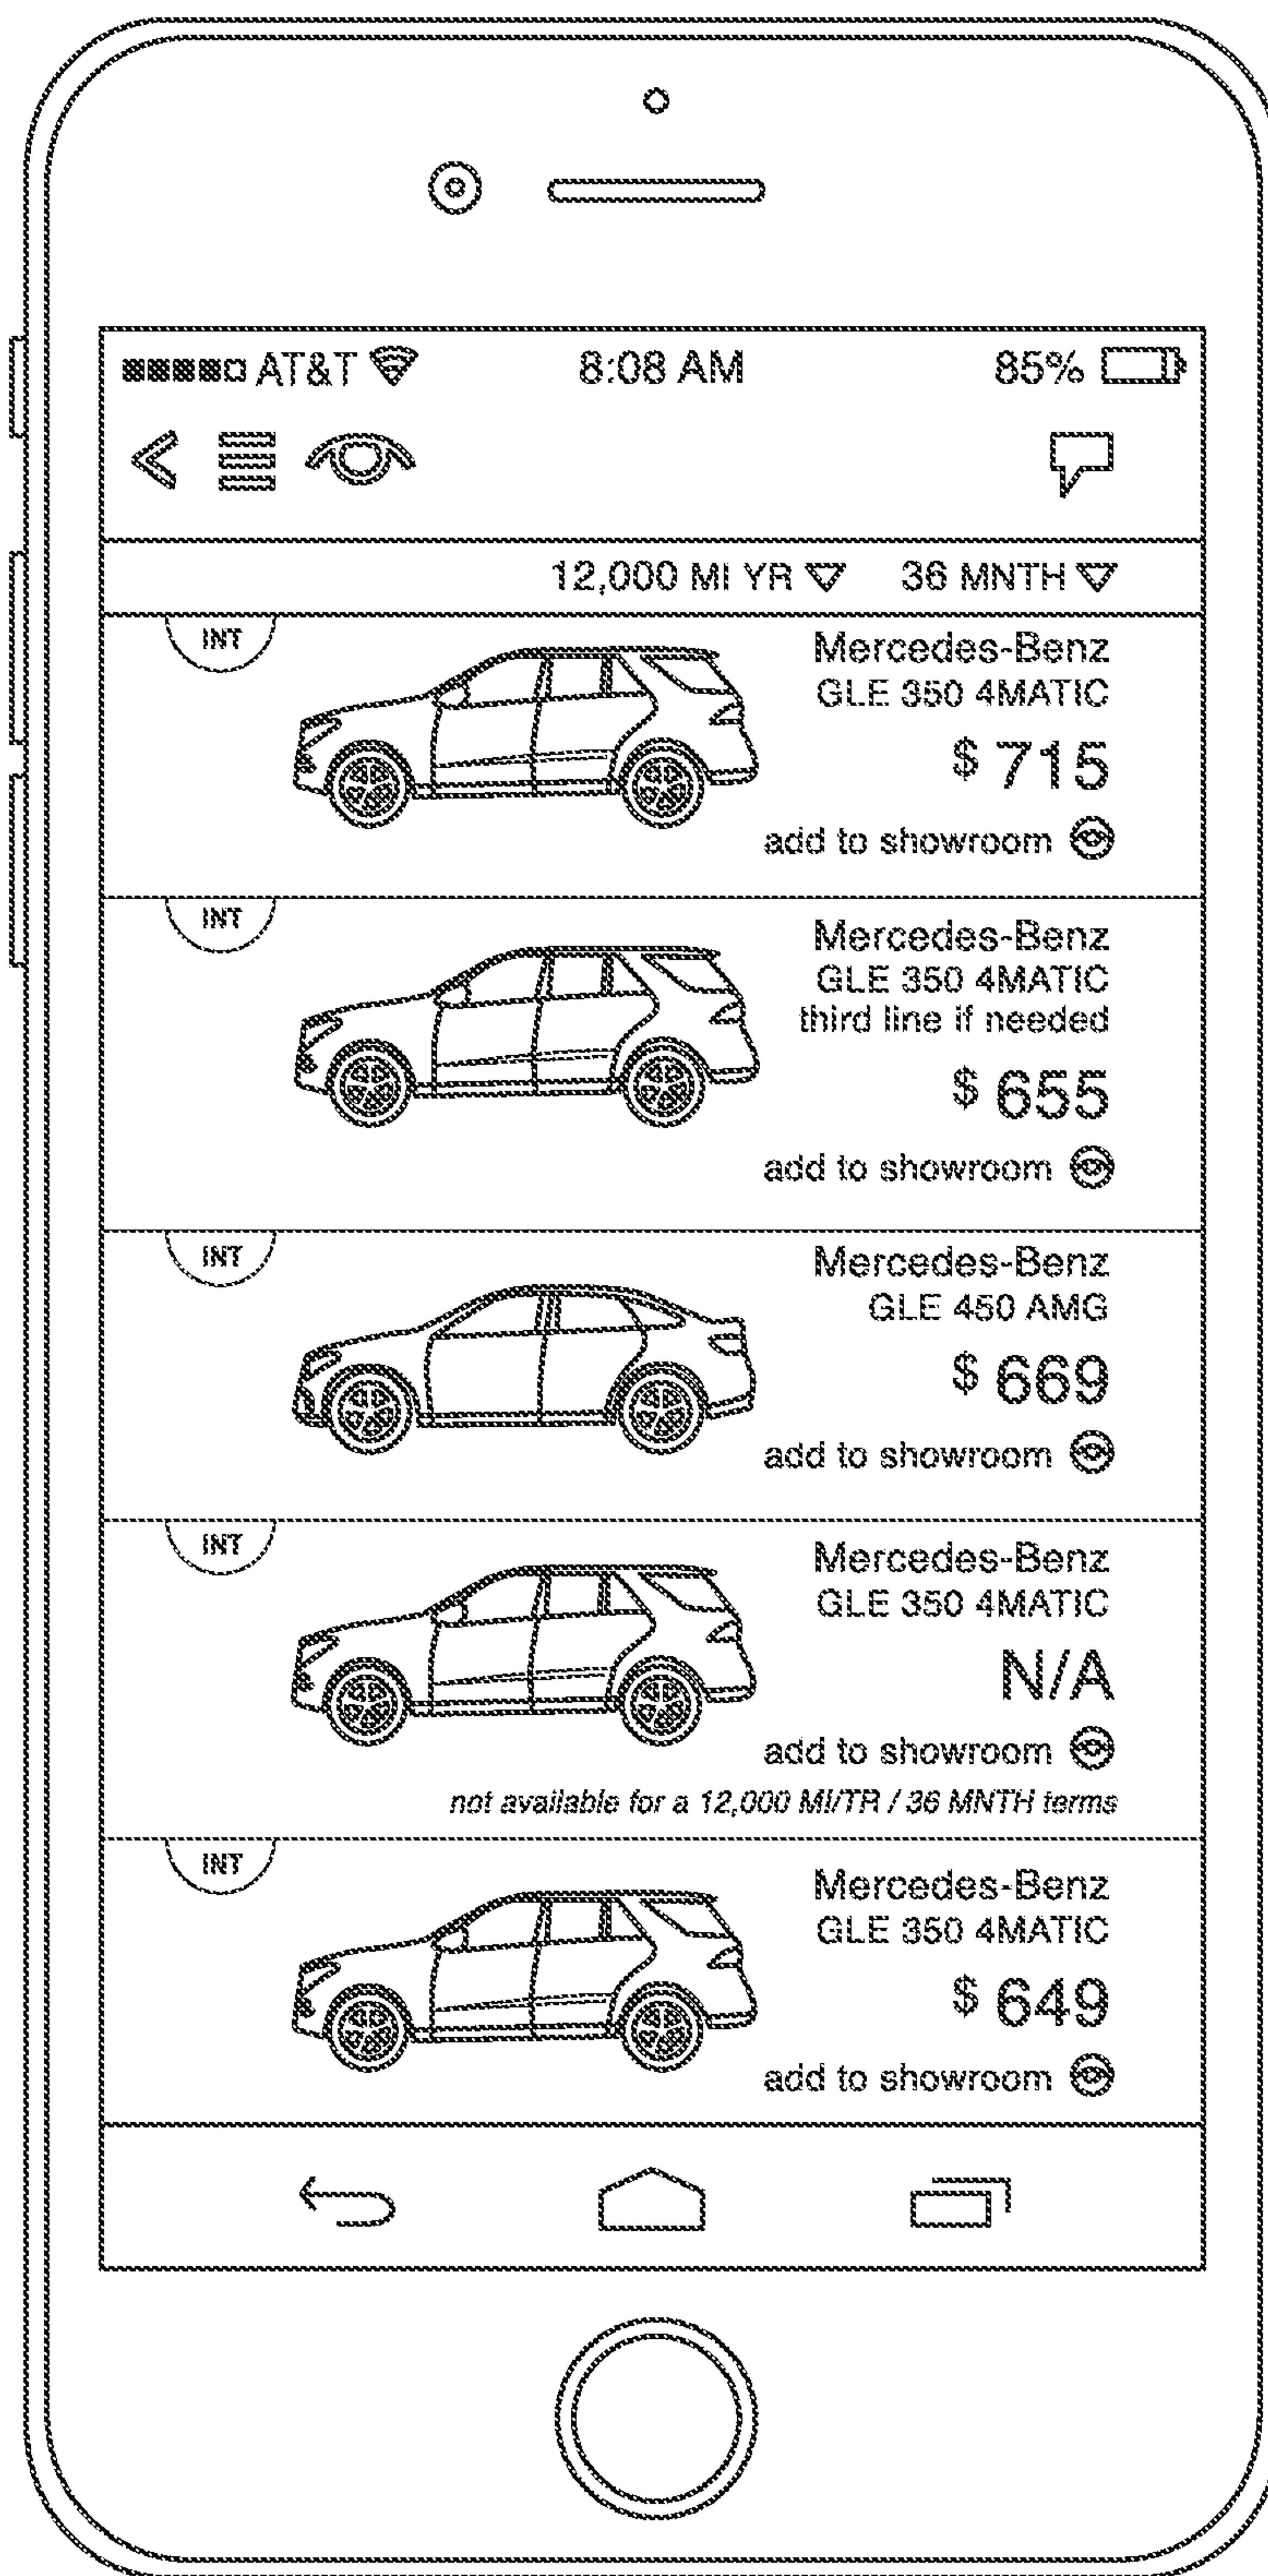 AT&T 8:08 AM 85%
12,000 MI YR 36 MNTH
INT
Mercedes-Benz
GLE 350 4MATIC
$ 715
add to showroom
INT
Mercedes-Benz
GLE 350 4MATIC
third line if needed
$ 655
add to showroom
INT
Mercedes-Benz
GLE 450 AMG
$ 669
add to showroom
INT
Mercedes-Benz
GLE 350 4MATIC
N/A
add to showroom
not available for a 12,000 MI/TR / 36 MNTH terms
INT
Mercedes-Benz
GLE 350 4MATIC
$ 649
add to showroom